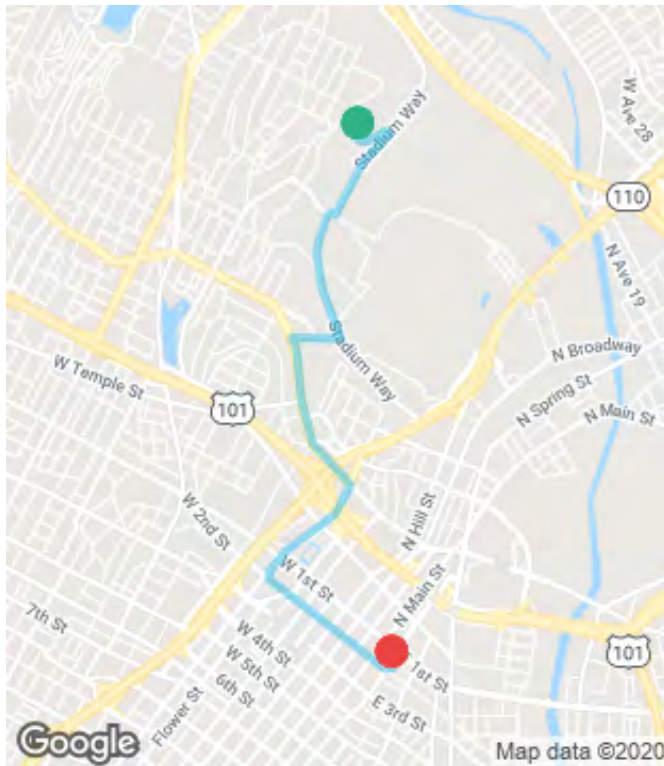 W Ave 28
Stadium Way
110
N Ave 19
Stadium Way
N Broadway
W Temple St
N Spring St
101
N Main St
W 2nd St
N Hill St
W 1st St
N Main St
7th St
W 4th St
W 5th St
6th St
1st St
101
Flower St
E 3rd St
Google
Map data ©2020